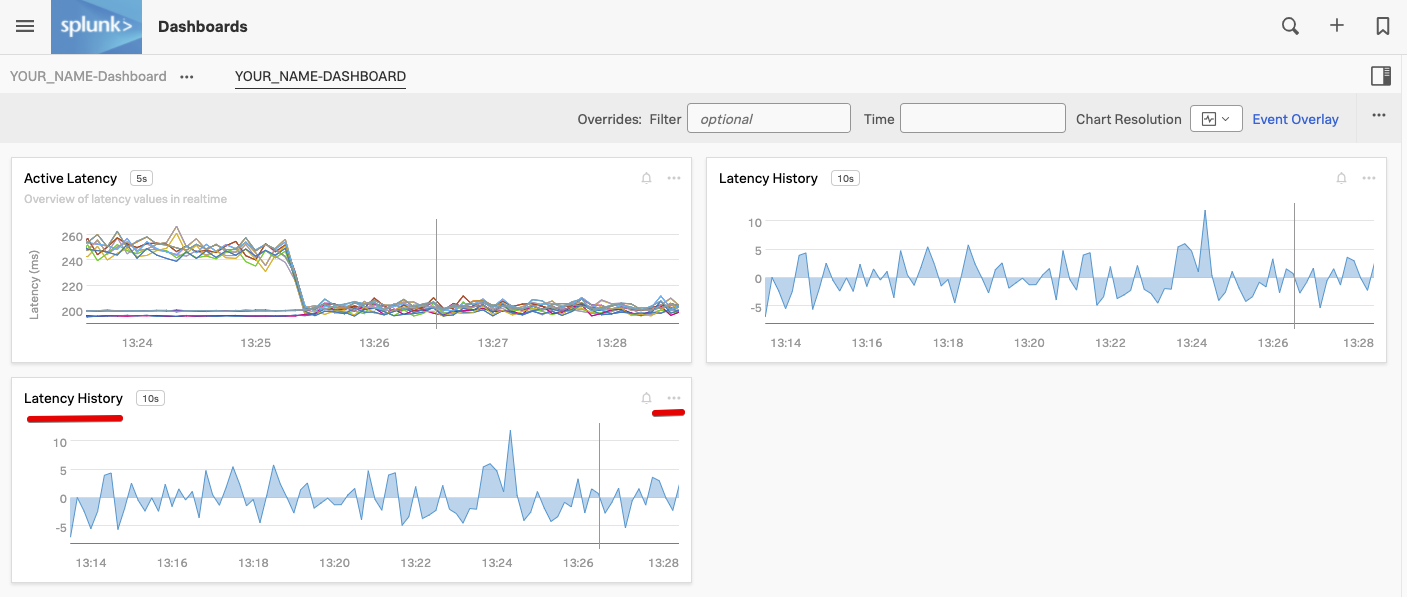 splunk> Dashboards
YOUR_NAME-Dashboard ••• YOUR_NAME-DASHBOARD
Overrides: Filter optional Time Chart Resolution Event Overlay •••
Active Latency 5s
Overview of latency values in realtime
Latency (ms)
260
240
220
200
13:24 13:25 13:26 13:27 13:28
Latency History 10s
10
5
0
-5
13:14 13:16 13:18 13:20 13:22 13:24 13:26 13:28
Latency History 10s
10
5
0
-5
13:14 13:16 13:18 13:20 13:22 13:24 13:26 13:28